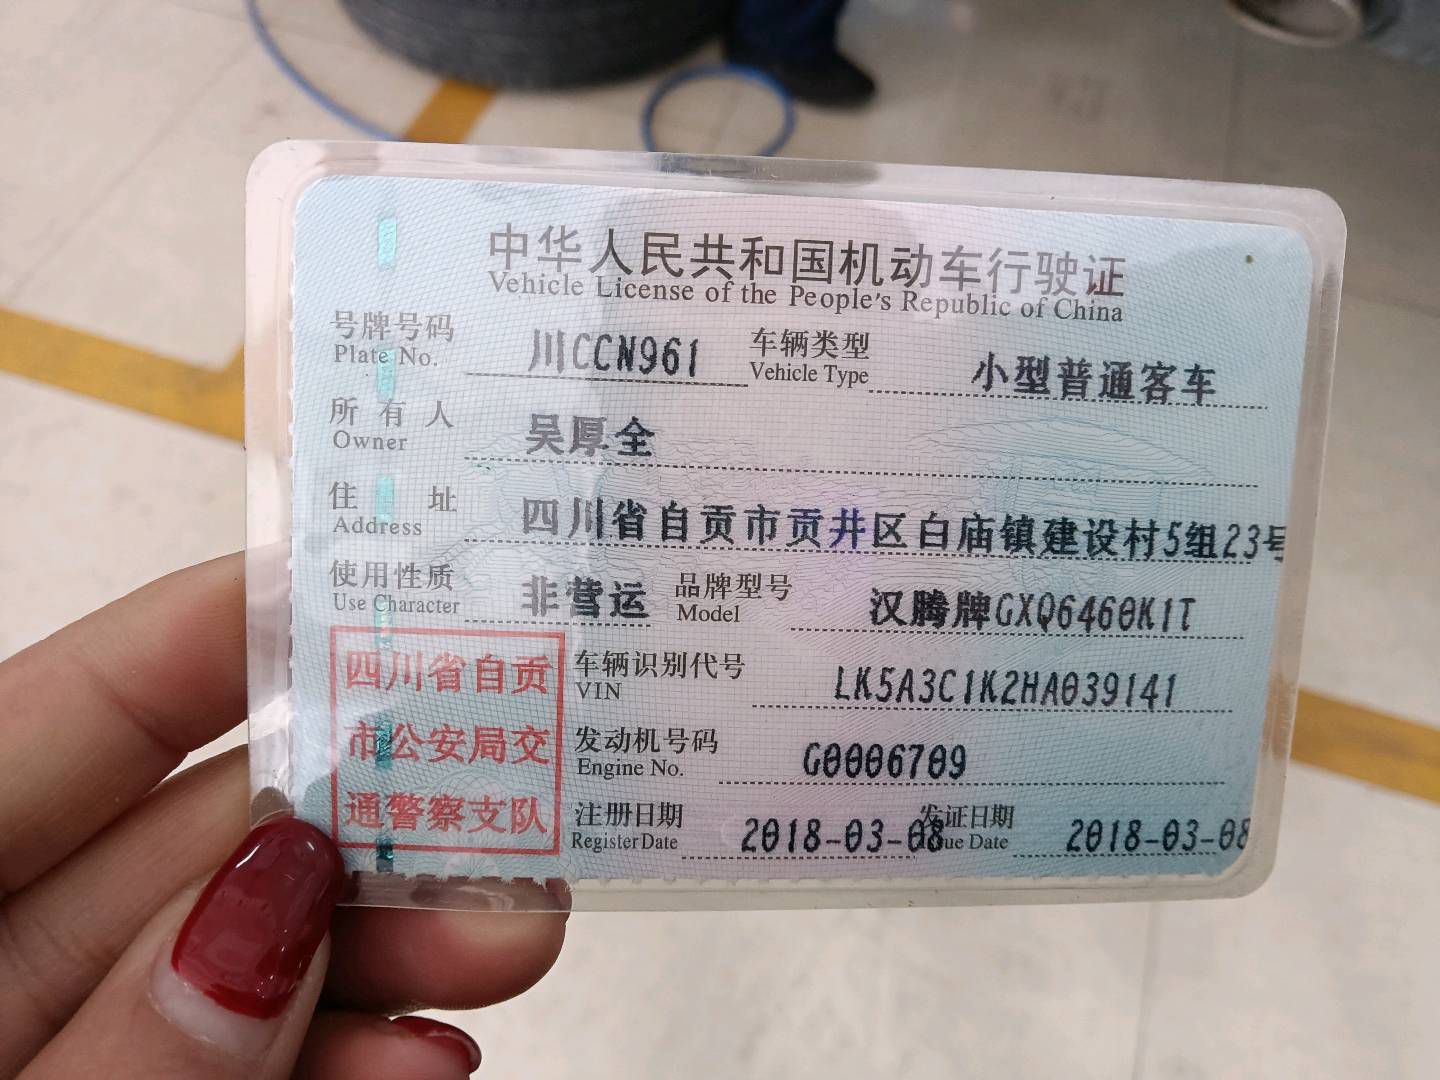 中华人民共和国机动车行驶证
Vehicle License of the People's Republic of China
号牌号码 川CCN961 车辆类型 小型普通客车
Plate No. Vehicle Type
所有人 吴厚全
Owner
住址 四川省自贡市贡井区白庙镇建设村5组23号
Address
使用性质 非营运 品牌型号 汉腾牌GXQ6460K1T
Use Character Model
四川省自贡
市公安局交
通警察支队
车辆识别代号 LK5A3C1K2HA039141
VIN
发动机号码 G0006709
Engine No.
注册日期 2018-03-08 发证日期 2018-03-08
Register Date Issue Date